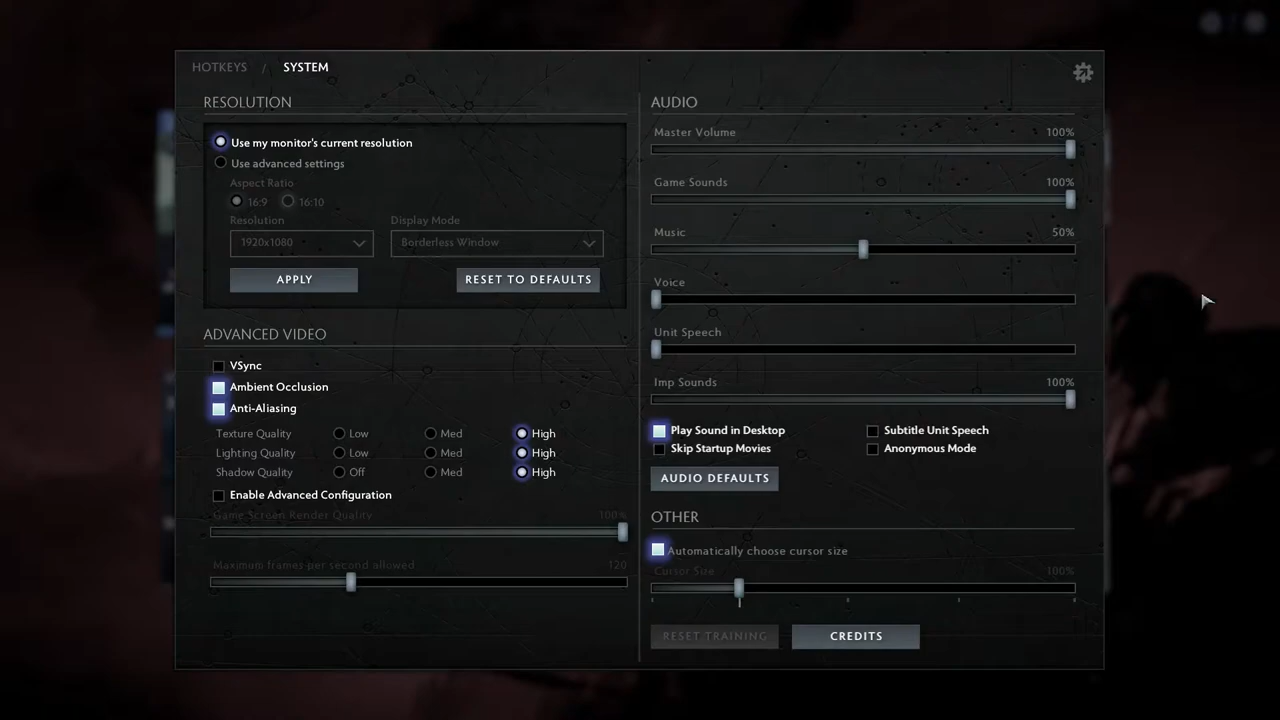 HOTKEYS / SYSTEM
RESOLUTION
Use my monitor's current resolution
Use advanced settings
Aspect Ratio
16:9 16:10
Resolution Display Mode
1920x1080 Borderless Window
APPLY RESET TO DEFAULTS
ADVANCED VIDEO
VSync
Ambient Occlusion
Anti-Aliasing
Texture Quality Low Med High
Lighting Quality Low Med High
Shadow Quality Off Med High
Enable Advanced Configuration
Game Screen Render Quality 100%
Maximum frames per second allowed 120
AUDIO
Master Volume 100%
Game Sounds 100%
Music 50%
Voice
Unit Speech
Imp Sounds 100%
Play Sound in Desktop Subtitle Unit Speech
Skip Startup Movies Anonymous Mode
AUDIO DEFAULTS
OTHER
Automatically choose cursor size
Cursor Size 100%
RESET TRAINING CREDITS